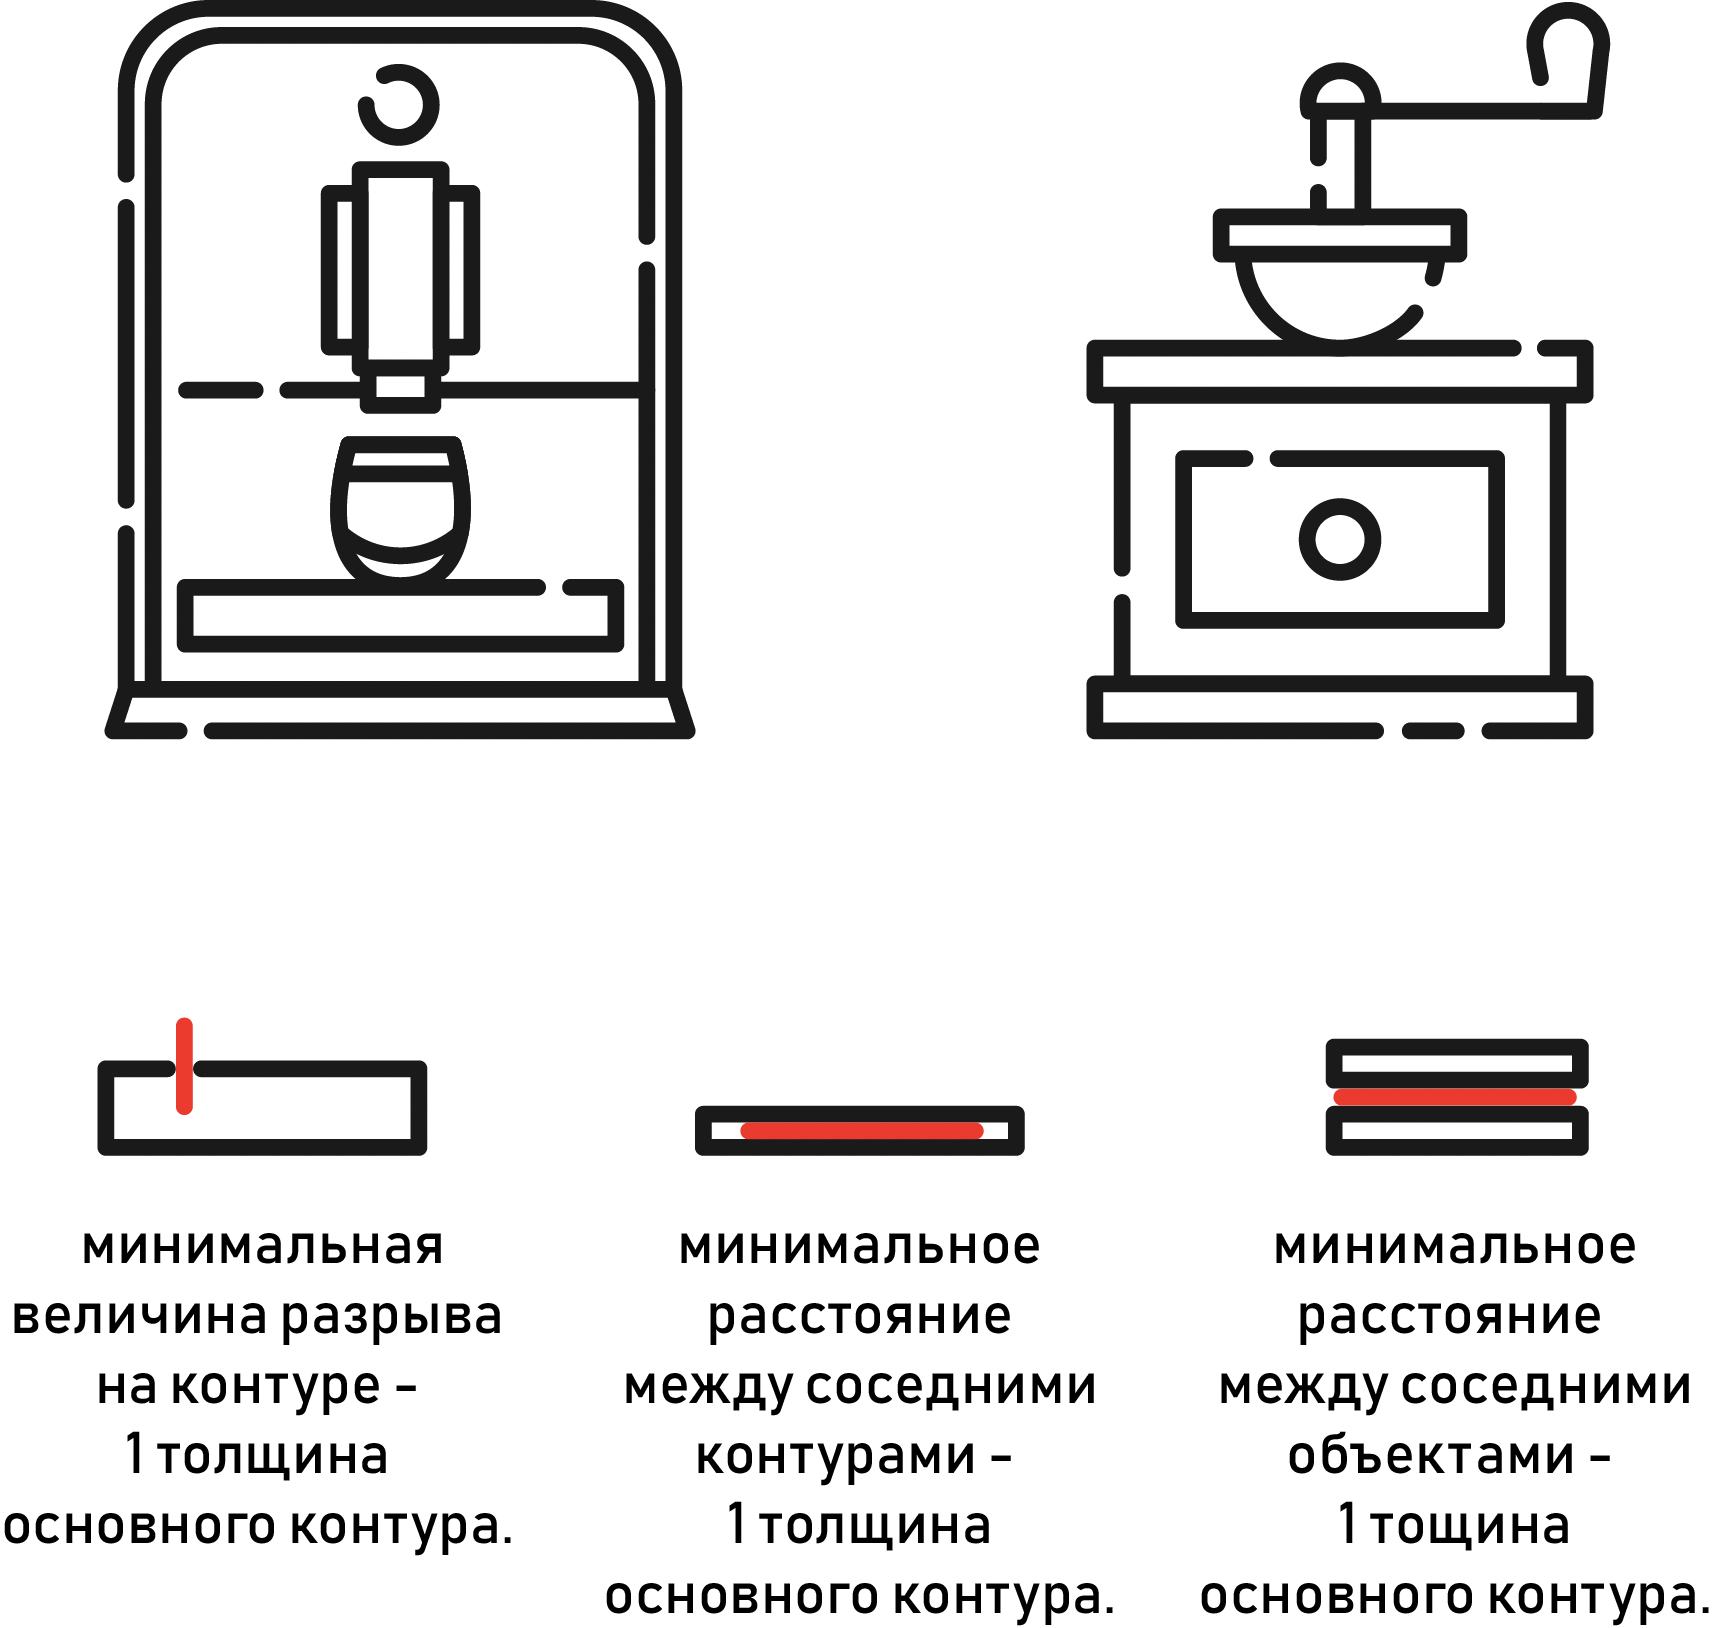 минимальная
величина разрыва
на контуре –
1 толщина
основного контура.
минимальное
расстояние
между соседними
контурами –
1 толщина
основного контура.
минимальное
расстояние
между соседними
объектами –
1 тощина
основного контура.